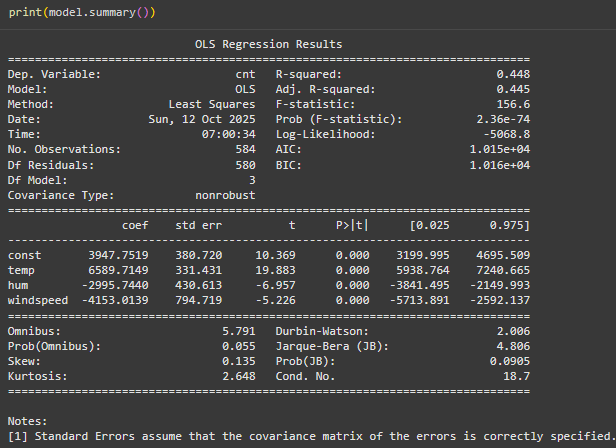 print(model.summary())
OLS Regression Results
==============================================================================
Dep. Variable:                    cnt   R-squared:                       0.448
Model:                            OLS   Adj. R-squared:                  0.445
Method:                 Least Squares   F-statistic:                     156.6
Date:                Sun, 12 Oct 2025   Prob (F-statistic):           2.36e-74
Time:                        07:00:34   Log-Likelihood:                -5068.8
No. Observations:                 584   AIC:                         1.015e+04
Df Residuals:                     580   BIC:                         1.016e+04
Df Model:                           3
Covariance Type:            nonrobust
==============================================================================
                 coef    std err          t      P>|t|      [0.025      0.975]
------------------------------------------------------------------------------
const       3947.7519    380.720     10.369      0.000    3199.995    4695.509
temp        6589.7149    331.431     19.883      0.000    5938.764    7240.665
hum        -2995.7440    430.613     -6.957      0.000   -3841.495   -2149.993
windspeed  -4153.0139    794.719     -5.226      0.000   -5713.891   -2592.137
==============================================================================
Omnibus:                        5.791   Durbin-Watson:                   2.006
Prob(Omnibus):                  0.055   Jarque-Bera (JB):                4.806
Skew:                           0.135   Prob(JB):                       0.0905
Kurtosis:                       2.648   Cond. No.                         18.7
==============================================================================
Notes:
[1] Standard Errors assume that the covariance matrix of the errors is correctly specified.